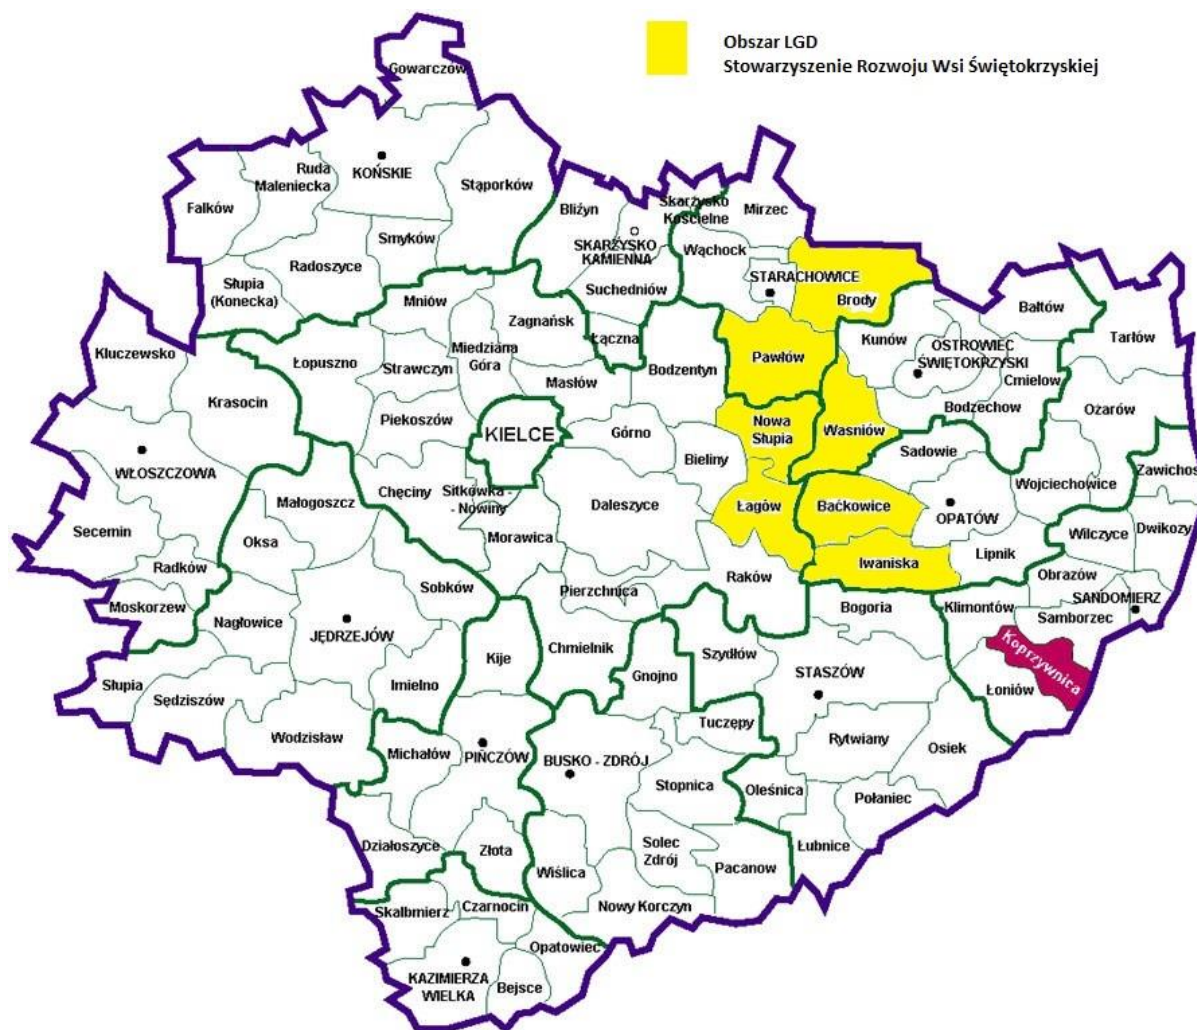 Obszar LGD
Stowarzyszenie Rozwoju Wsi Świętokrzyskiej
Gowarczów
KOŃSKIE
Ruda
Maleniecka
Stąporków
Fałków
Smyków
Radoszyce
Słupia
(Konecka)
Bliżyn
Skarżysko
Kościelne
Mirzec
SKARŻYSKO
KAMIENNA
Wąchock
STARACHOWICE
Suchedniów
Brody
Mniów
Zagnańsk
Łączna
Bałtów
Kluczewsko
Łopuszno
Strawczyn
Miedziana
Góra
Masłów
Bodzentyn
Pawłów
Kunów
OSTROWIEC
ŚWIĘTOKRZYSKI
Tarłów
Ćmielow
Krasocin
Piekoszów
KIELCE
Górno
Nowa
Słupia
Wasniów
Bodzechow
Ożarów
WŁOSZCZOWA
Bieliny
Sadowie
Małogoszcz
Chęciny
Sitkówka -
- Nowiny
Daleszyce
Łagów
Baćkowice
OPATÓW
Wojciechowice
Zawichost
Secemin
Oksa
Morawica
Wilczyce
Dwikozy
Radków
Iwaniska
Lipnik
Moskorzew
Sobków
Pierzchnica
Raków
Obrazów
SANDOMIERZ
Nagłowice
JĘDRZEJÓW
Bogoria
Klimontów
Samborzec
Kije
Chmielnik
Gnojno
Szydłów
Koprzywnica
Słupia
Sędziszów
Imielno
STASZÓW
Łoniów
Wodzisław
Michałów
PIŃCZÓW
BUSKO - ZDRÓJ
Tuczępy
Rytwiany
Osiek
Stopnica
Oleśnica
Połaniec
Działoszyce
Złota
Wiślica
Solec
Zdrój
Pacanow
Łubnice
Skalbmierz
Czarnocin
Nowy Korczyn
Opatowiec
KAZIMIERZA
WIELKA
Bejsce